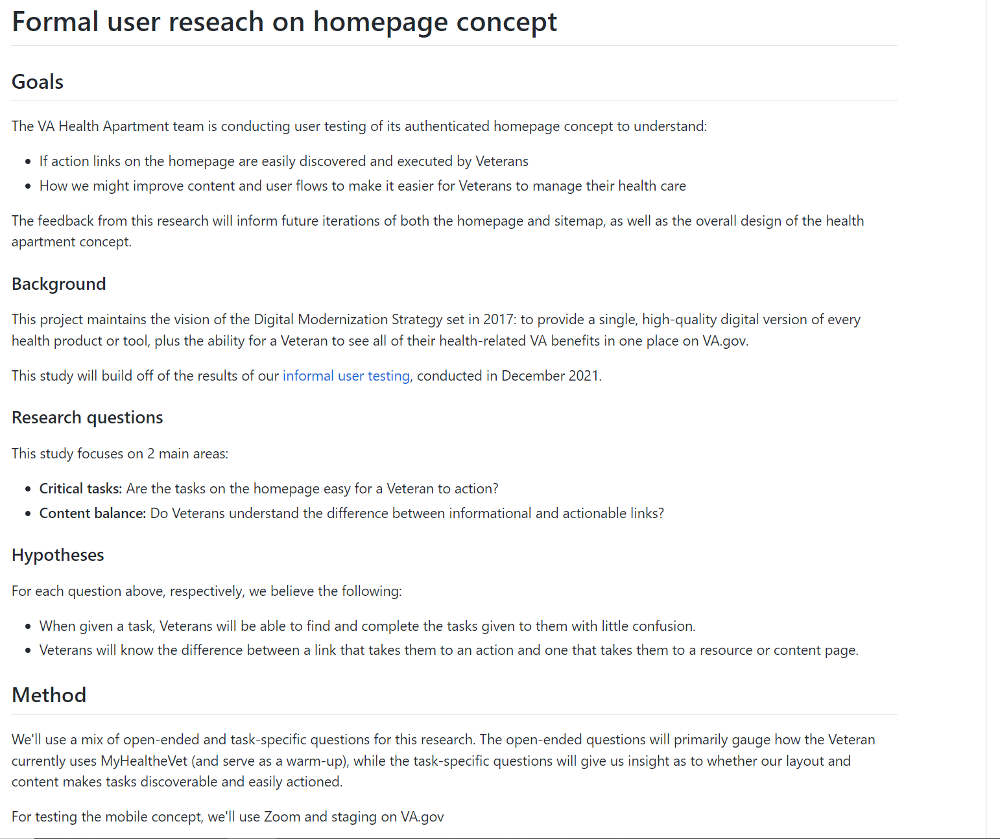 Formal user reseach on homepage concept
Goals
The VA Health Apartment team is conducting user testing of its authenticated homepage concept to understand:
If action links on the homepage are easily discovered and executed by Veterans
How we might improve content and user flows to make it easier for Veterans to manage their health care
The feedback from this research will inform future iterations of both the homepage and sitemap, as well as the overall design of the health
apartment concept.
Background
This project maintains the vision of the Digital Modernization Strategy set in 2017: to provide a single, high-quality digital version of every
health product or tool, plus the ability for a Veteran to see all of their health-related VA benefits in one place on VA.gov.
This study will build off of the results of our informal user testing, conducted in December 2021.
Research questions
This study focuses on 2 main areas:
Critical tasks: Are the tasks on the homepage easy for a Veteran to action?
Content balance: Do Veterans understand the difference between informational and actionable links?
Hypotheses
For each question above, respectively, we believe the following:
When given a task, Veterans will be able to find and complete the tasks given to them with little confusion.
Veterans will know the difference between a link that takes them to an action and one that takes them to a resource or content page.
Method
We'll use a mix of open-ended and task-specific questions for this research. The open-ended questions will primarily gauge how the Veteran
currently uses MyHealtheVet (and serve as a warm-up), while the task-specific questions will give us insight as to whether our layout and
content makes tasks discoverable and easily actioned.
For testing the mobile concept, we'll use Zoom and staging on VA.gov